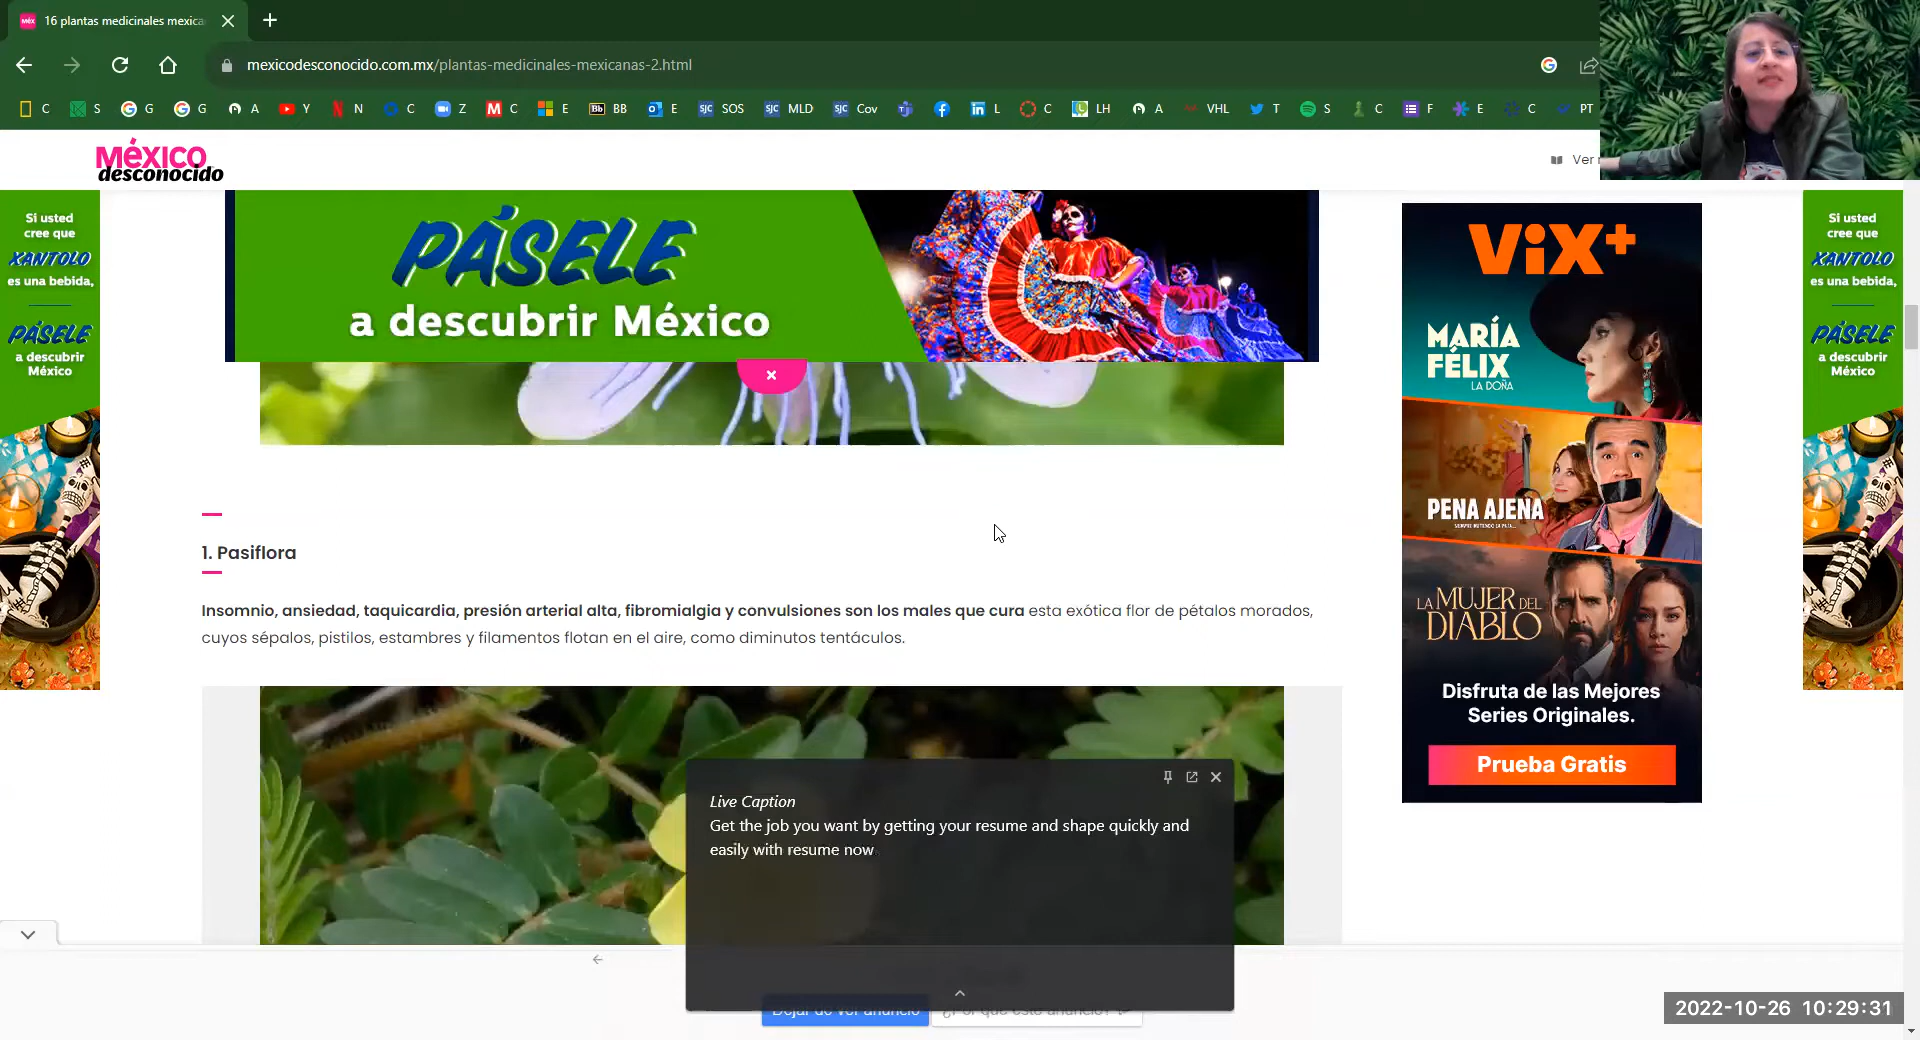 16 plantas medicinales mexica
mexicodesconocido.com.mx/plantas-medicinales-mexicanas-2.html
C S G G A Y N C Z C E BB E SOS MLD Cov L C LH A VHL T S C F E C PT
México
desconocido
Ver
Si usted
cree que
XANTOLO
es una bebida,
PÁSELE
a descubrir
México
PÁSELE
a descubrir México
ViX+
MARÍA
FÉLIX
LA DOÑA
PENA AJENA
LA MUJER DEL
DIABLO
Disfruta de las Mejores
Series Originales.
Prueba Gratis
Si usted
cree que
XANTOLO
es una bebida,
PÁSELE
a descubrir
México
1. Pasiflora
Insomnio, ansiedad, taquicardia, presión arterial alta, fibromialgia y convulsiones son los males que cura esta exótica flor de pétalos morados,
cuyos sépalos, pistilos, estambres y filamentos flotan en el aire, como diminutos tentáculos.
Live Caption
Get the job you want by getting your resume and shape quickly and
easily with resume now
Dejar de ver anuncio
2022-10-26 10:29:31